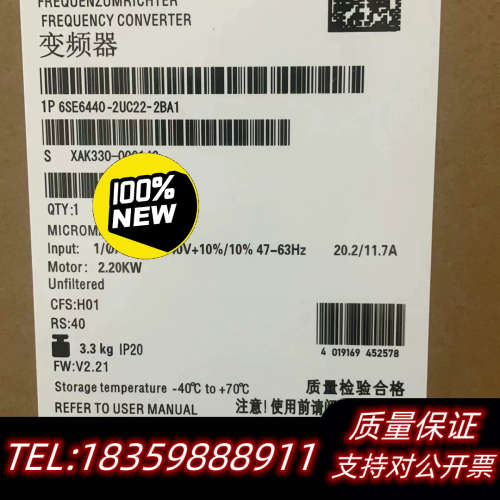 FREQUENZUMRICHTER
FREQUENCY CONVERTER
变频器
1P 6SE6440-2UC22-2BA1
S XAK330-
QTY:1
100%
NEW
Input: 1/ +10%/10% 47-63Hz 20.2/11.7A
Motor: 2.20KW
Unfiltered
CFS:H01
RS:40
3.3 kg IP20
FW:V2.21
4 019169 452578
Storage temperature -40℃ to +70℃ 质量检验合格
REFER TO USER MANUAL 注意!使用前请
TEL:18359888911
质量保证
支持对公开票